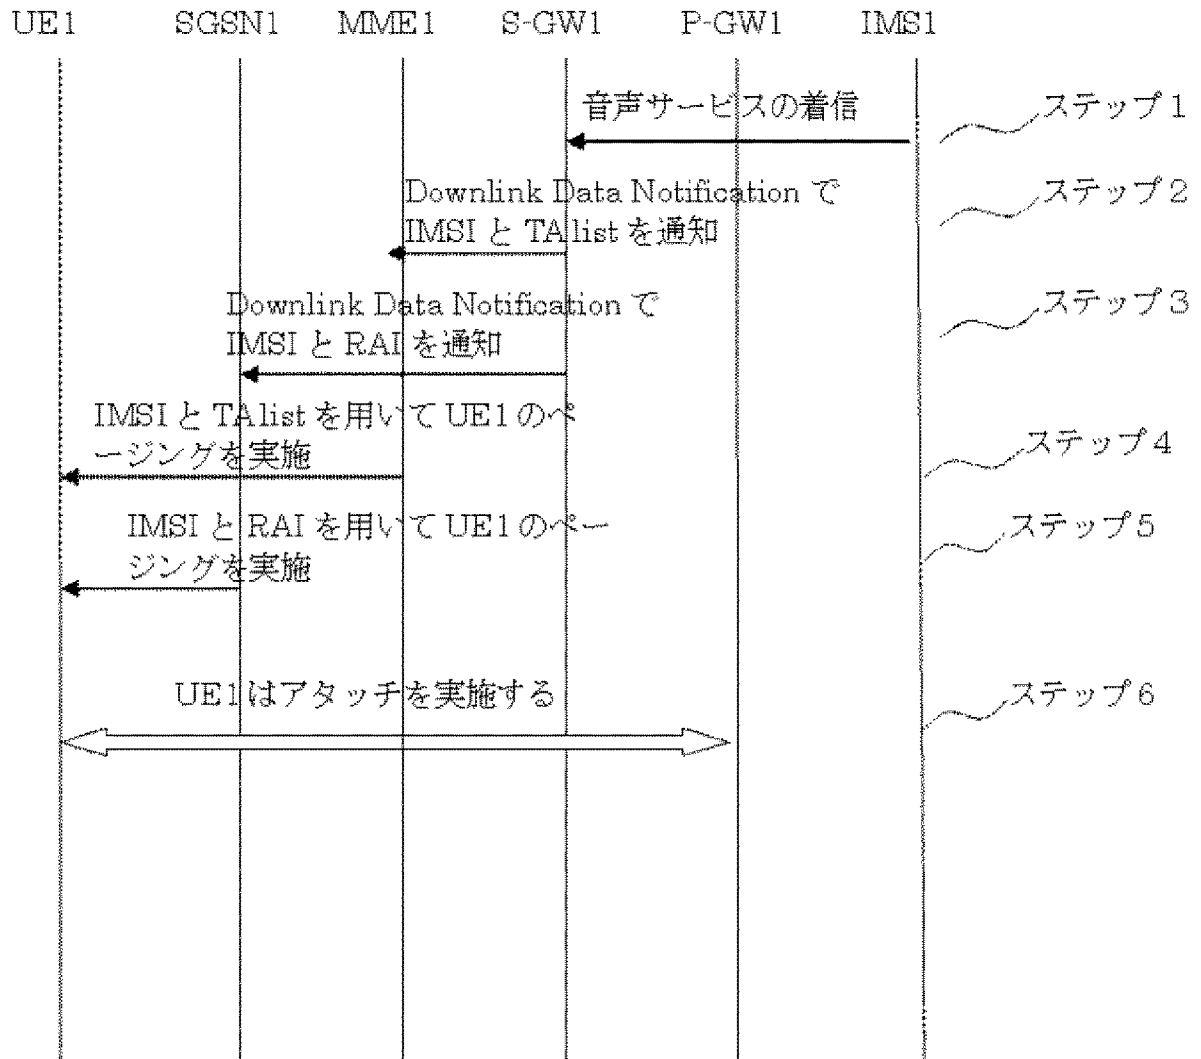 UE1 SGSN1 MME1 S-GW1 P-GW1 IMS1
音声サービスの着信
ステップ1
Downlink Data Notification で
IMSI と TA list を通知
ステップ2
Downlink Data Notification で
IMSI と RAI を通知
ステップ3
IMSI と TA list を用いて UE1 のペ
ージングを実施
ステップ4
IMSI と RAI を用いて UE1 のペー
ジングを実施
ステップ5
UE1 はアタッチを実施する
ステップ6